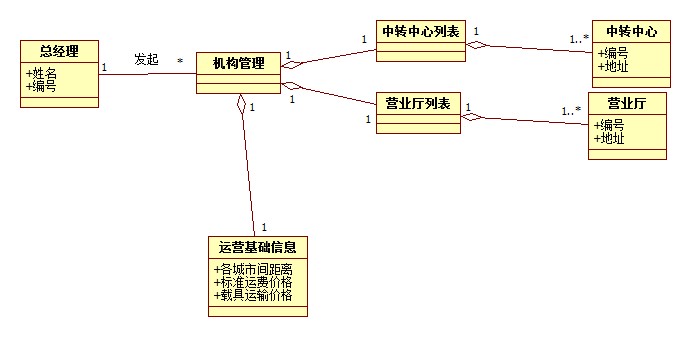 总经理
+姓名
+编号
1
发起
*
机构管理
1
1
中转中心列表
1
1..*
中转中心
+编号
+地址
1
1
营业厅列表
1
1..*
营业厅
+编号
+地址
1
1
运营基础信息
+各城市间距离
+标准运费价格
+载具运输价格